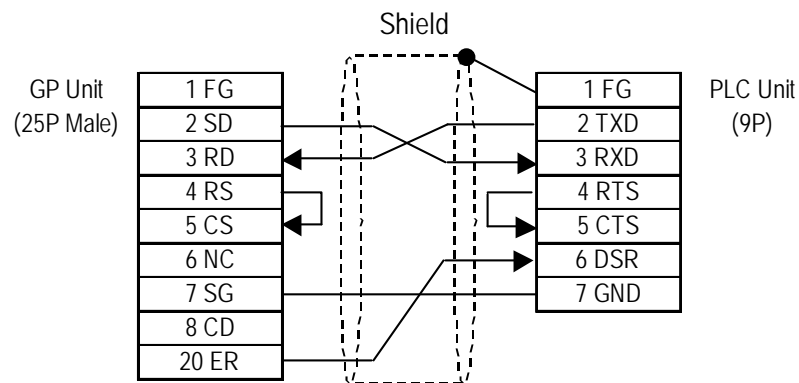 Shield
GP Unit
(25P Male)
1 FG
2 SD
3 RD
4 RS
5 CS
6 NC
7 SG
8 CD
20 ER
1 FG
2 TXD
3 RXD
4 RTS
5 CTS
6 DSR
7 GND
PLC Unit
(9P)